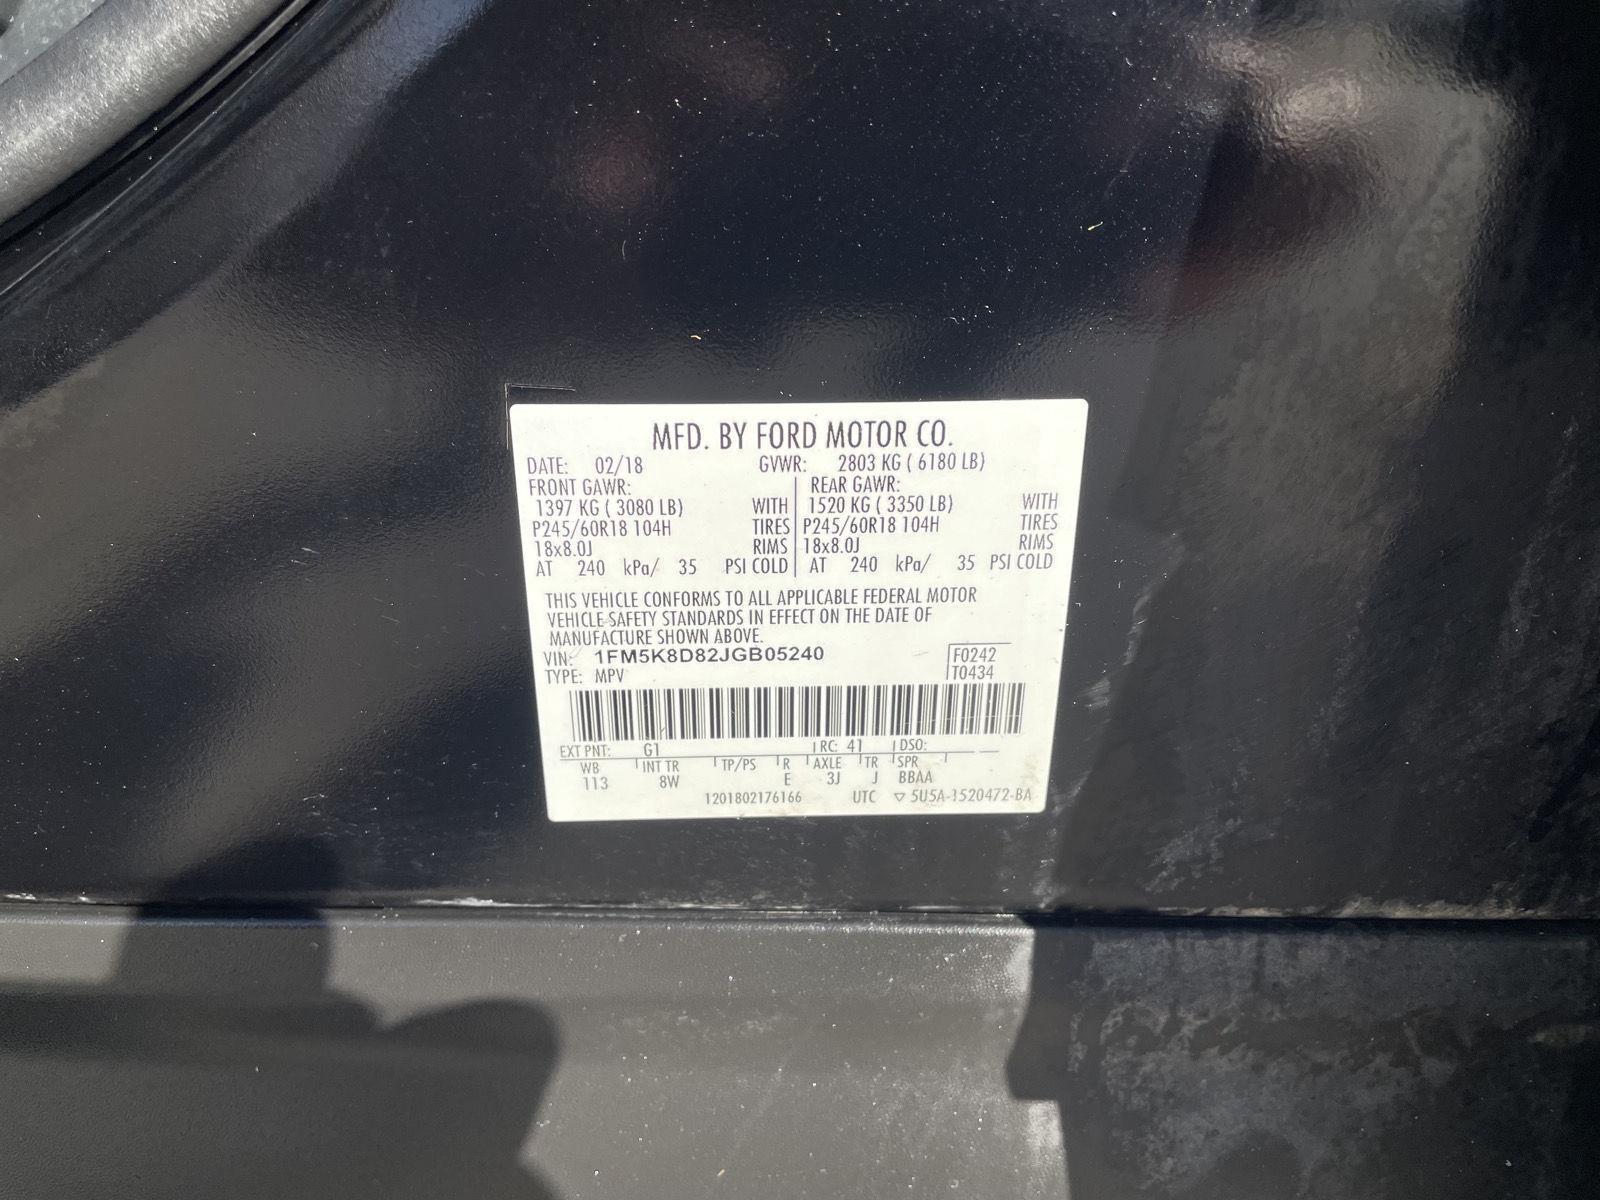 MFD. BY FORD MOTOR CO.
DATE: 02/18 GVWR: 2803 KG ( 6180 LB)
FRONT GAWR: REAR GAWR:
1397 KG ( 3080 LB) WITH 1520 KG ( 3350 LB) WITH
P245/60R18 104H TIRES P245/60R18 104H TIRES
18x8.0J RIMS 18x8.0J RIMS
AT 240 kPa/ 35 PSI COLD AT 240 kPa/ 35 PSI COLD
THIS VEHICLE CONFORMS TO ALL APPLICABLE FEDERAL MOTOR
VEHICLE SAFETY STANDARDS IN EFFECT ON THE DATE OF
MANUFACTURE SHOWN ABOVE.
VIN: 1FM5K8D82JGB05240 F0242
TYPE: MPV T0434
EXT PNT: G1 RC: 41 DSO:
WB INT TR TP/PS R AXLE TR SPR
113 8W E 3J J BBAA
1201802176166 UTC ▽ 5U5A-1520472-BA